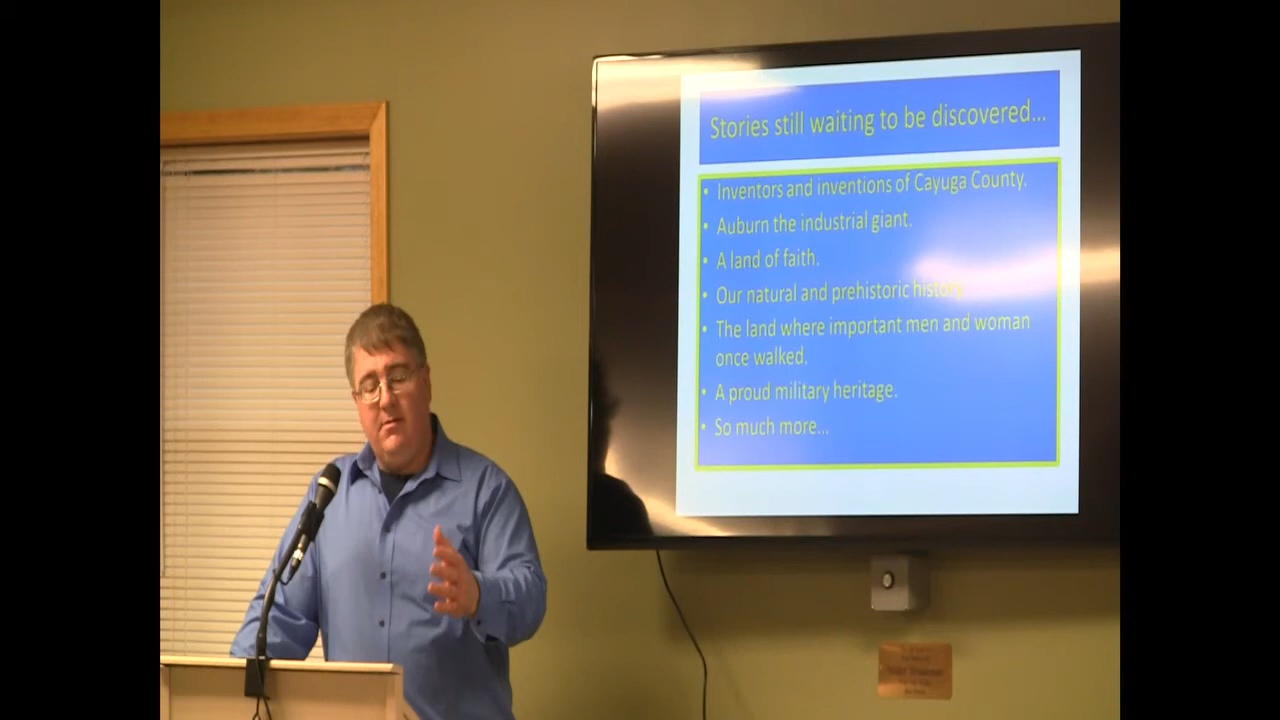 Stories still waiting to be discovered...
• Inventors and inventions of Cayuga County.
• Auburn the industrial giant.
• A land of faith.
• Our natural and prehistoric history.
• The land where important men and woman
once walked.
• A proud military heritage.
• So much more...